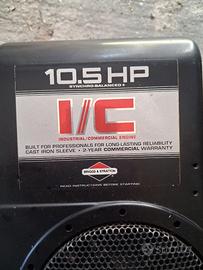 10.5 HP
SYNCHRO-BALANCED
I/C
INDUSTRIAL/COMMERCIAL ENGINE
BUILT FOR PROFESSIONALS FOR LONG-LASTING RELIABILITY
CAST IRON SLEEVE • 2-YEAR COMMERCIAL WARRANTY
BRIGGS & STRATTON
READ INSTRUCTIONS BEFORE STARTING
subito